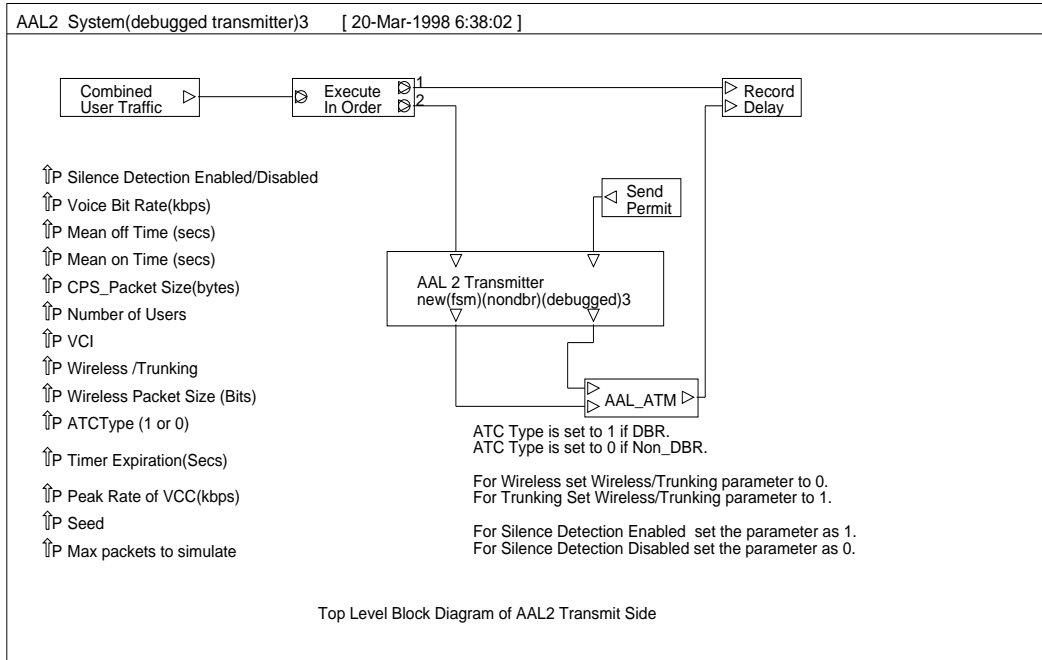 AAL2 System(debugged transmitter)3 [ 20-Mar-1998 6:38:02 ]
Combined
User Traffic
Execute
In Order
1
2
Record
Delay
⇧P Silence Detection Enabled/Disabled
⇧P Voice Bit Rate(kbps)
⇧P Mean off Time (secs)
⇧P Mean on Time (secs)
⇧P CPS_Packet Size(bytes)
⇧P Number of Users
⇧P VCI
⇧P Wireless /Trunking
⇧P Wireless Packet Size (Bits)
⇧P ATCType (1 or 0)
⇧P Timer Expiration(Secs)
⇧P Peak Rate of VCC(kbps)
⇧P Seed
⇧P Max packets to simulate
Send
Permit
AAL 2 Transmitter
new(fsm)(nondbr)(debugged)3
AAL_ATM
ATC Type is set to 1 if DBR.
ATC Type is set to 0 if Non_DBR.
For Wireless set Wireless/Trunking parameter to 0.
For Trunking Set Wireless/Trunking parameter to 1.
For Silence Detection Enabled set the parameter as 1.
For Silence Detection Disabled set the parameter as 0.
Top Level Block Diagram of AAL2 Transmit Side